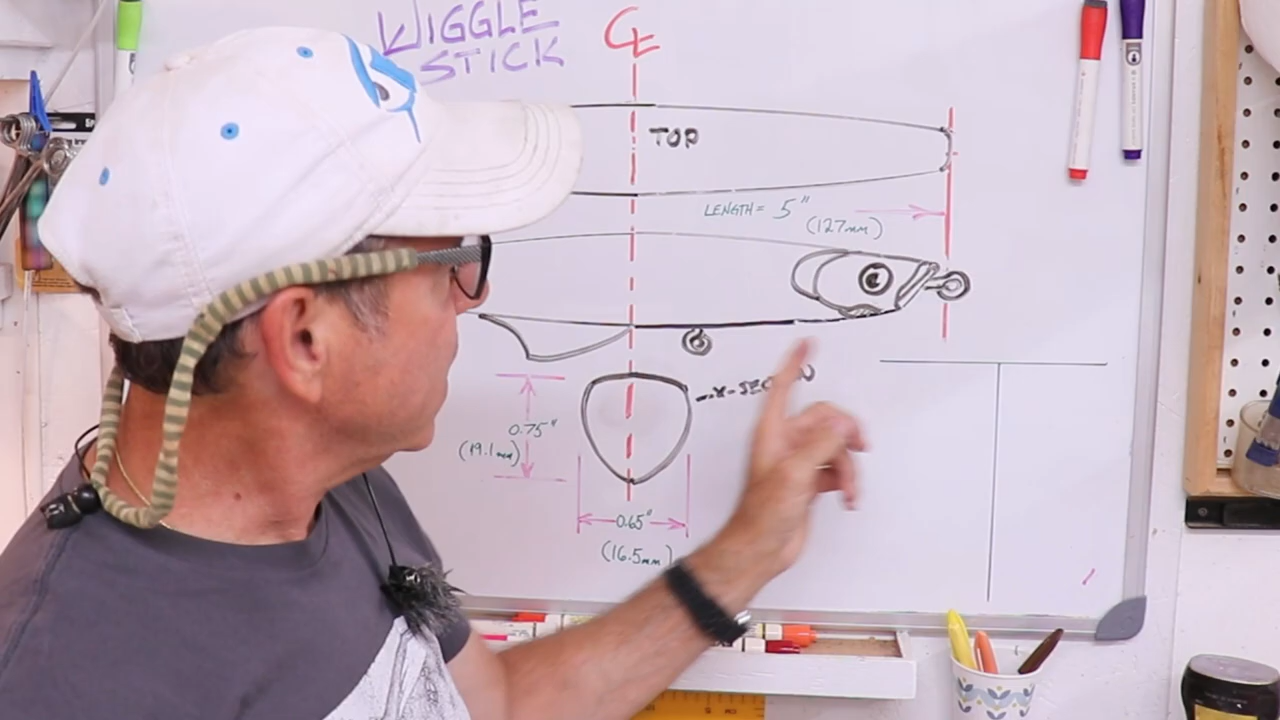 WIGGLE
STICK
CL
TOP
LENGTH = 5"
(127mm)
0.75"
(19.1mm)
0.65"
(16.5mm)